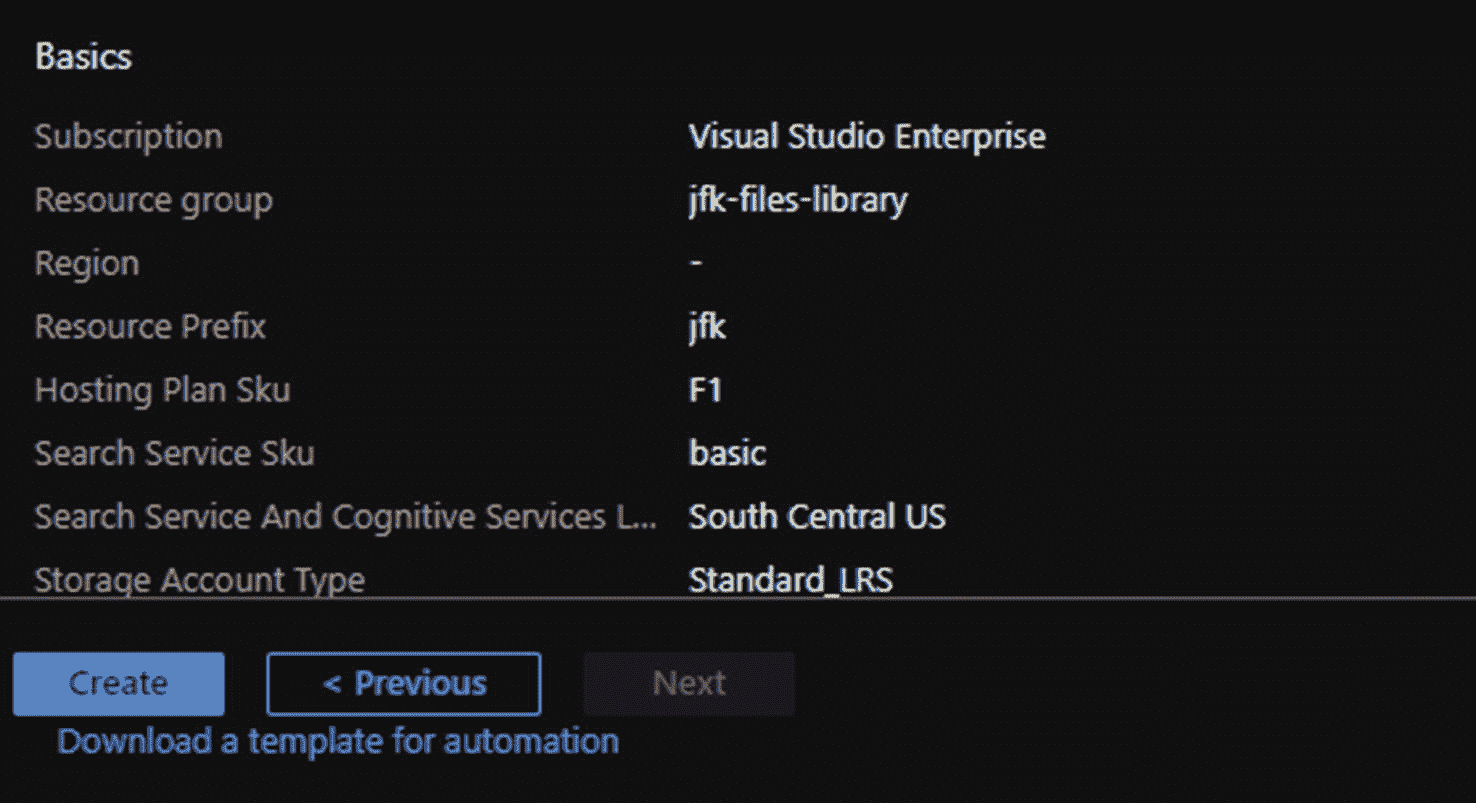 Basics
Subscription Visual Studio Enterprise
Resource group jfk-files-library
Region -
Resource Prefix jfk
Hosting Plan Sku F1
Search Service Sku basic
Search Service And Cognitive Services L... South Central US
Storage Account Type Standard_LRS
Create < Previous Next
Download a template for automation